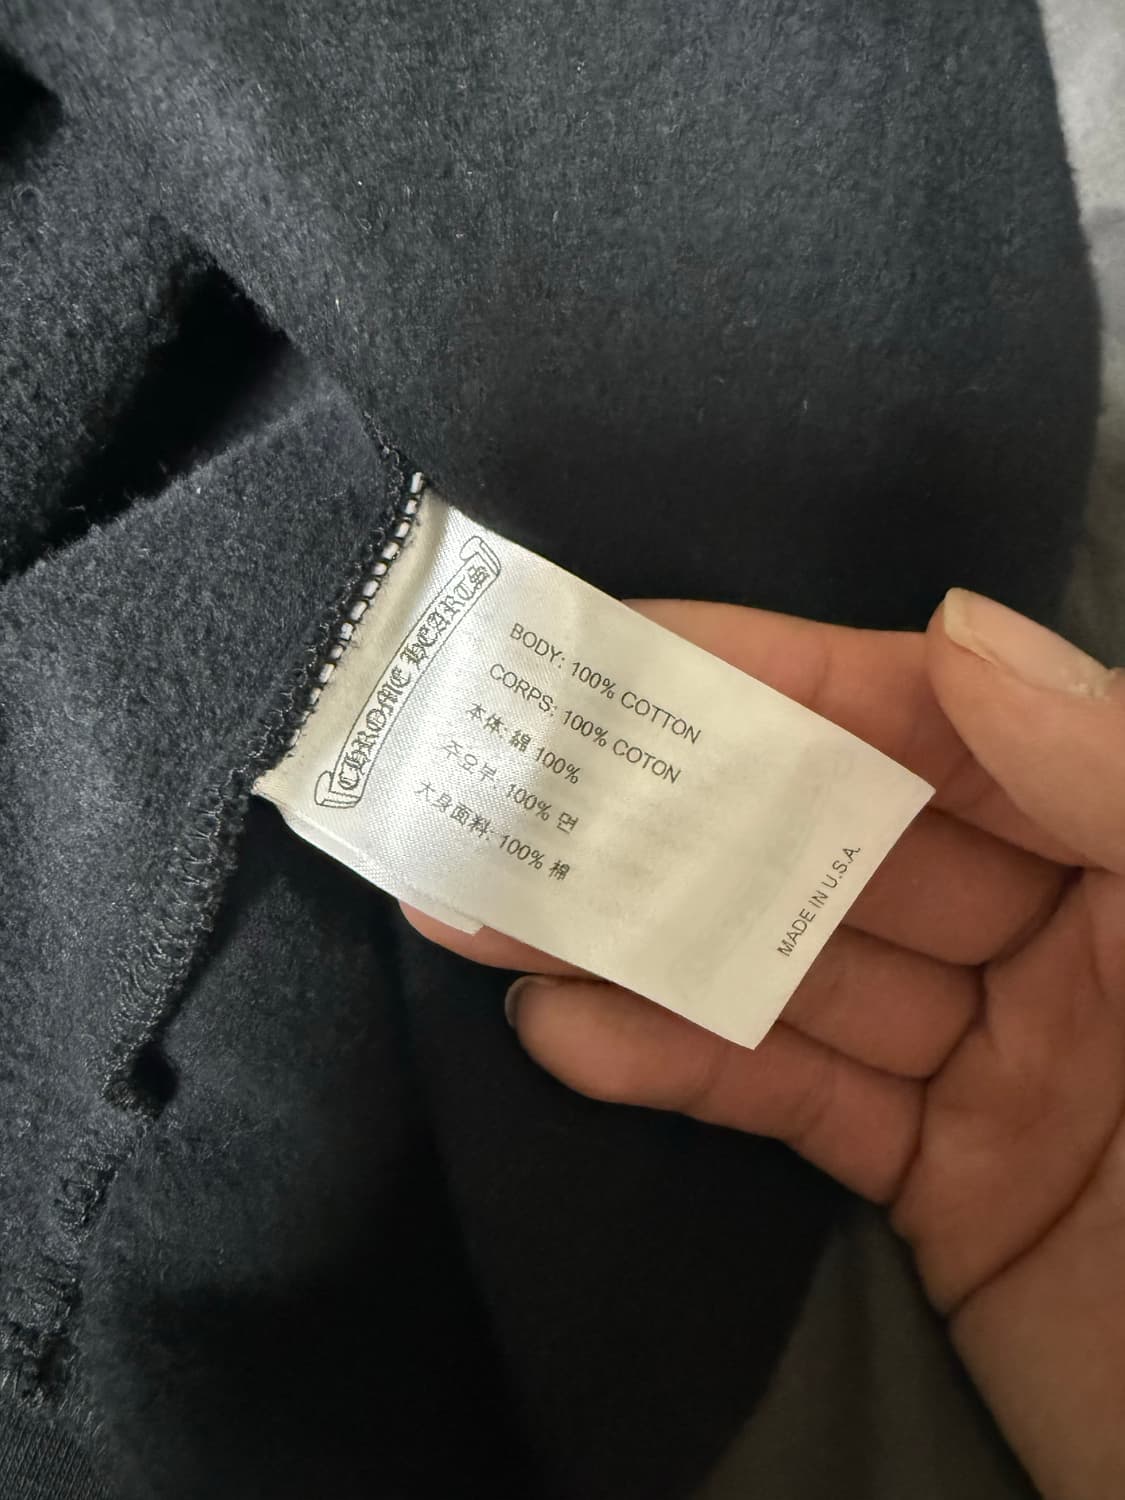 CHROME HEARTS
BODY: 100% COTTON
CORPS: 100% COTON
本体: 綿 100%
주요부: 100% 면
大身面料: 100% 棉
MADE IN U.S.A.